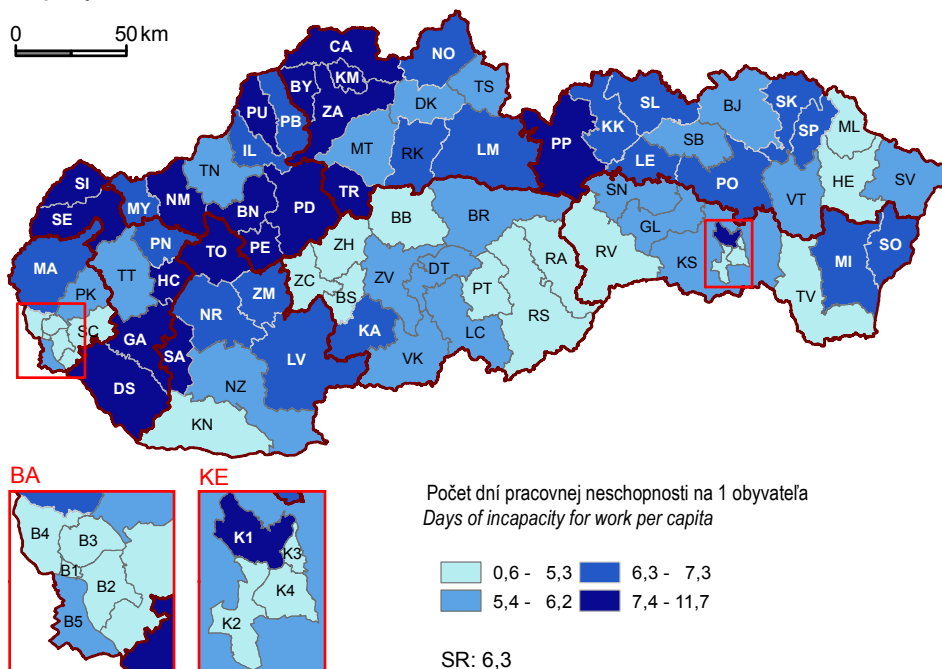 0 50 km
CA
NO
BY KM
TS
PU PB ZA DK
SL BJ SK
KK SP ML
IL MT RK LM PP SB
TN LE
SI TR SN PO VT HE SV
SE MY NM BN PD
BB BR GL
PN TO PE ZH RV KS SO
MA TT HC ZC ZV DT RA MI
PK NR ZM BS PT TV
SC GA SA KA LC RS
DS LV VK
NZ
KN
BA KE
B4 B3
B1
B2
B5
K1
K3
K4
K2
Počet dní pracovnej neschopnosti na 1 obyvateľa
Days of incapacity for work per capita
0,6 - 5,3 6,3 - 7,3
5,4 - 6,2 7,4 - 11,7
SR: 6,3